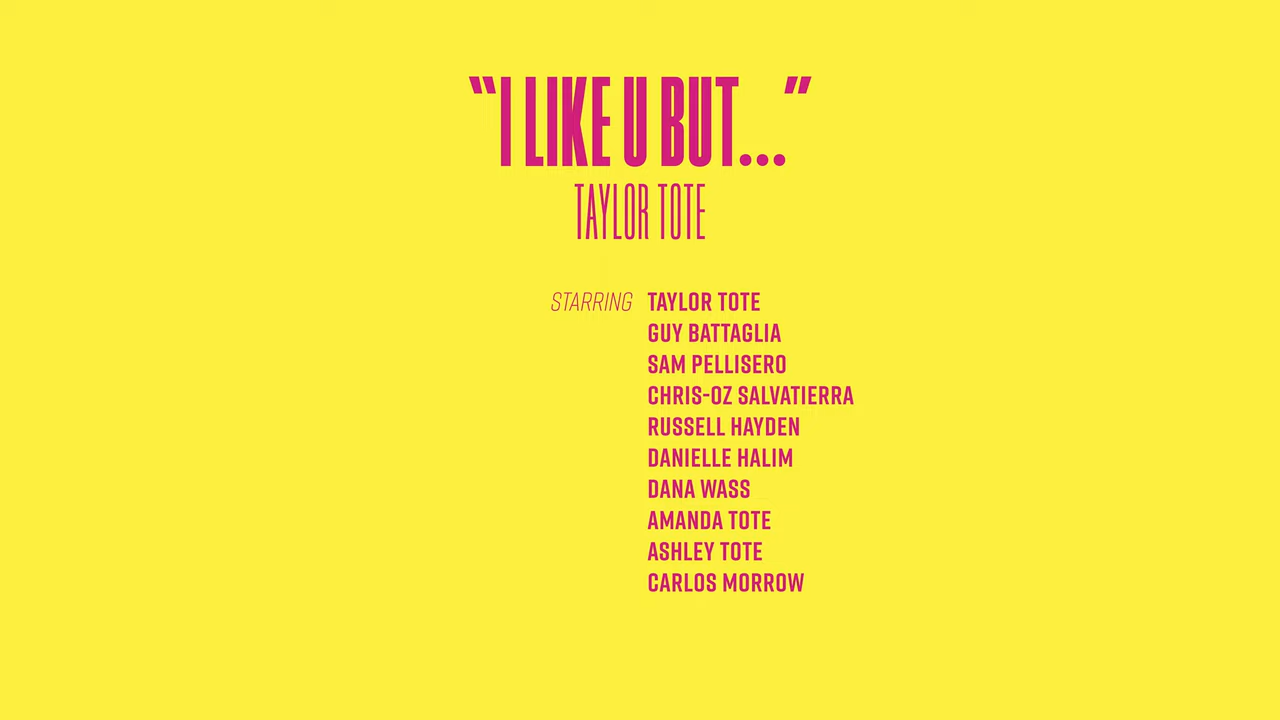 “I LIKE U BUT...”
TAYLOR TOTE
STARRING TAYLOR TOTE
GUY BATTAGLIA
SAM PELLISERO
CHRIS-OZ SALVATIERRA
RUSSELL HAYDEN
DANIELLE HALIM
DANA WASS
AMANDA TOTE
ASHLEY TOTE
CARLOS MORROW